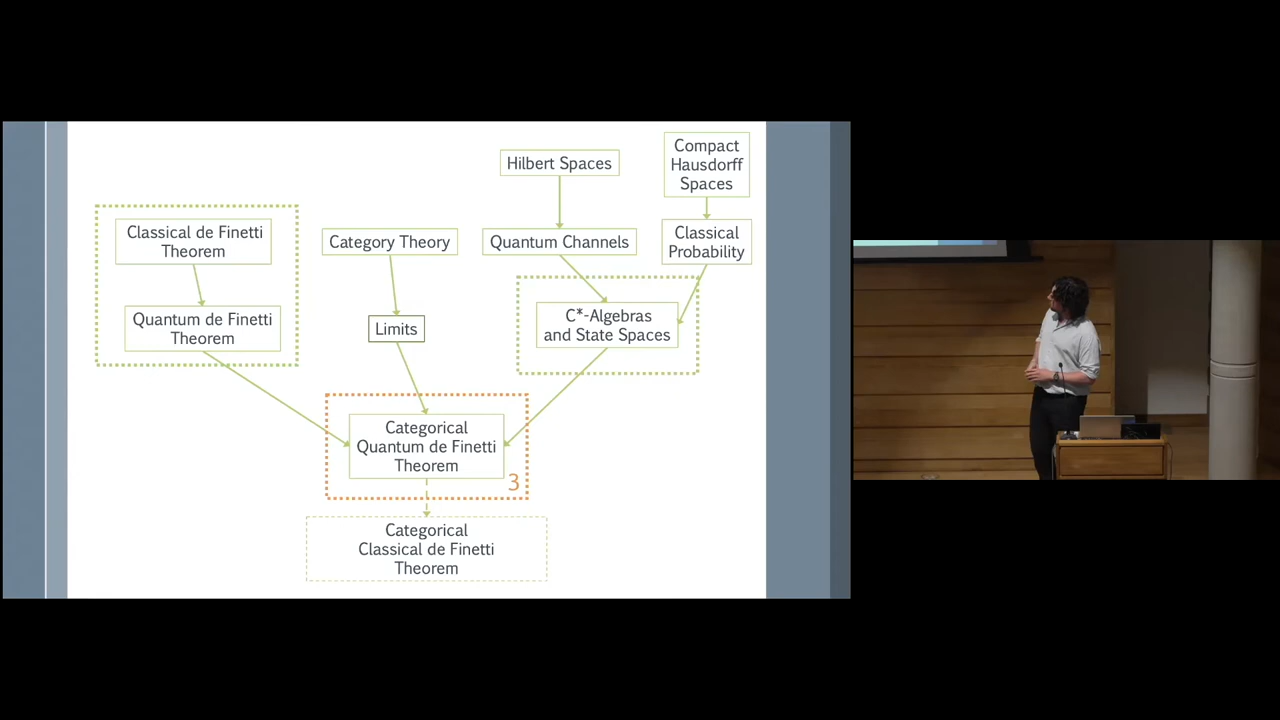 Compact
Hausdorff
Spaces
Hilbert Spaces
Classical de Finetti
Theorem
Category Theory
Quantum Channels
Classical
Probability
Quantum de Finetti
Theorem
Limits
C*-Algebras
and State Spaces
Categorical
Quantum de Finetti
Theorem
3
Categorical
Classical de Finetti
Theorem